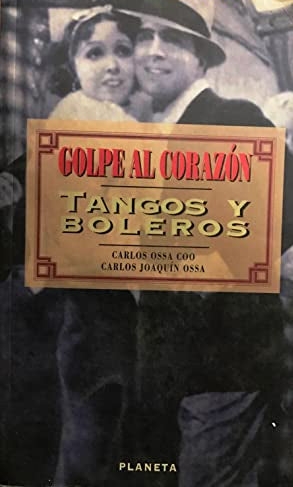 GOLPE AL CORAZÓN
TANGOS Y
BOLEROS
CARLOS OSSA COO
CARLOS JOAQUÍN OSSA
PLANETA